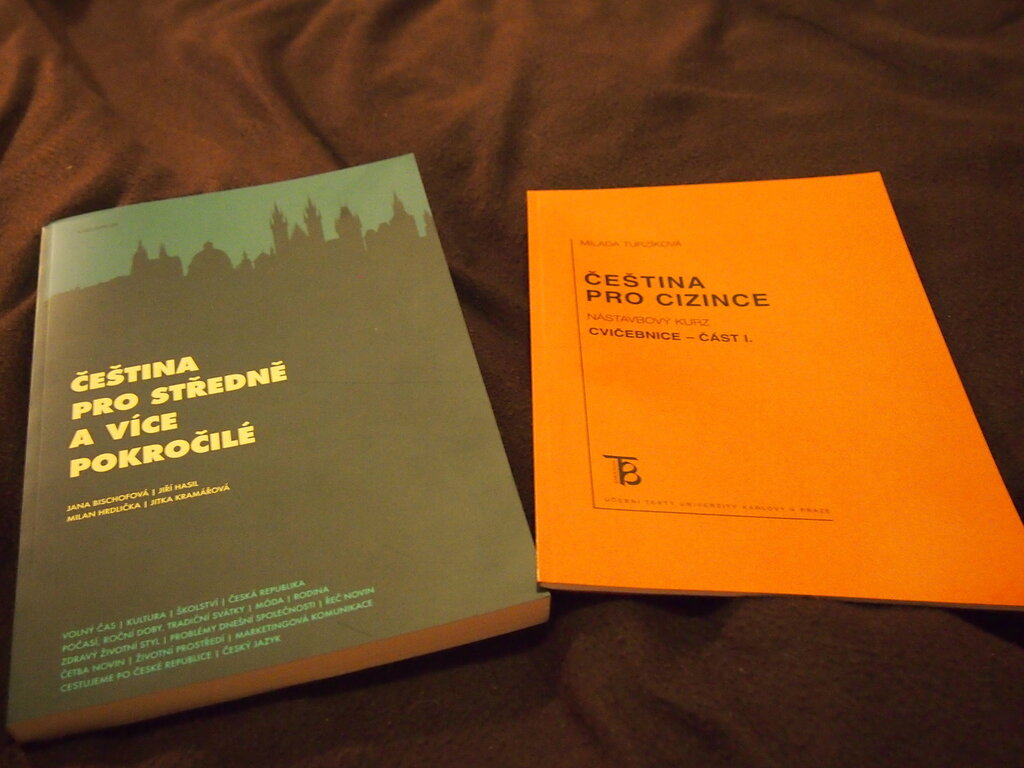 ČEŠTINA
PRO STŘEDNĚ
A VÍCE
POKROČILÉ
JANA BISCHOFOVÁ | JIŘÍ HASIL
MILAN HRDLIČKA | JITKA KRAMÁŘOVÁ
VOLNÝ ČAS | KULTURA | ŠKOLSTVÍ | ČESKÁ REPUBLIKA
POČASÍ, ROČNÍ DOBY, TRADIČNÍ SVÁTKY | MÓDA | RODINA
ZDRAVÝ ŽIVOTNÍ STYL | PROBLÉMY DNEŠNÍ SPOLEČNOSTI | ŘEČ NOVIN
ČETBA NOVIN | ŽIVOTNÍ PROSTŘEDÍ | MARKETINGOVÁ KOMUNIKACE
CESTUJEME PO ČESKÉ REPUBLICE | ČESKÝ JAZYK
MILADA TURZÍKOVÁ
ČEŠTINA
PRO CIZINCE
NÁSTAVBOVÝ KURZ
CVIČEBNICE – ČÁST I.
UČEBNÍ TEXTY UNIVERZITY KARLOVY V PRAZE